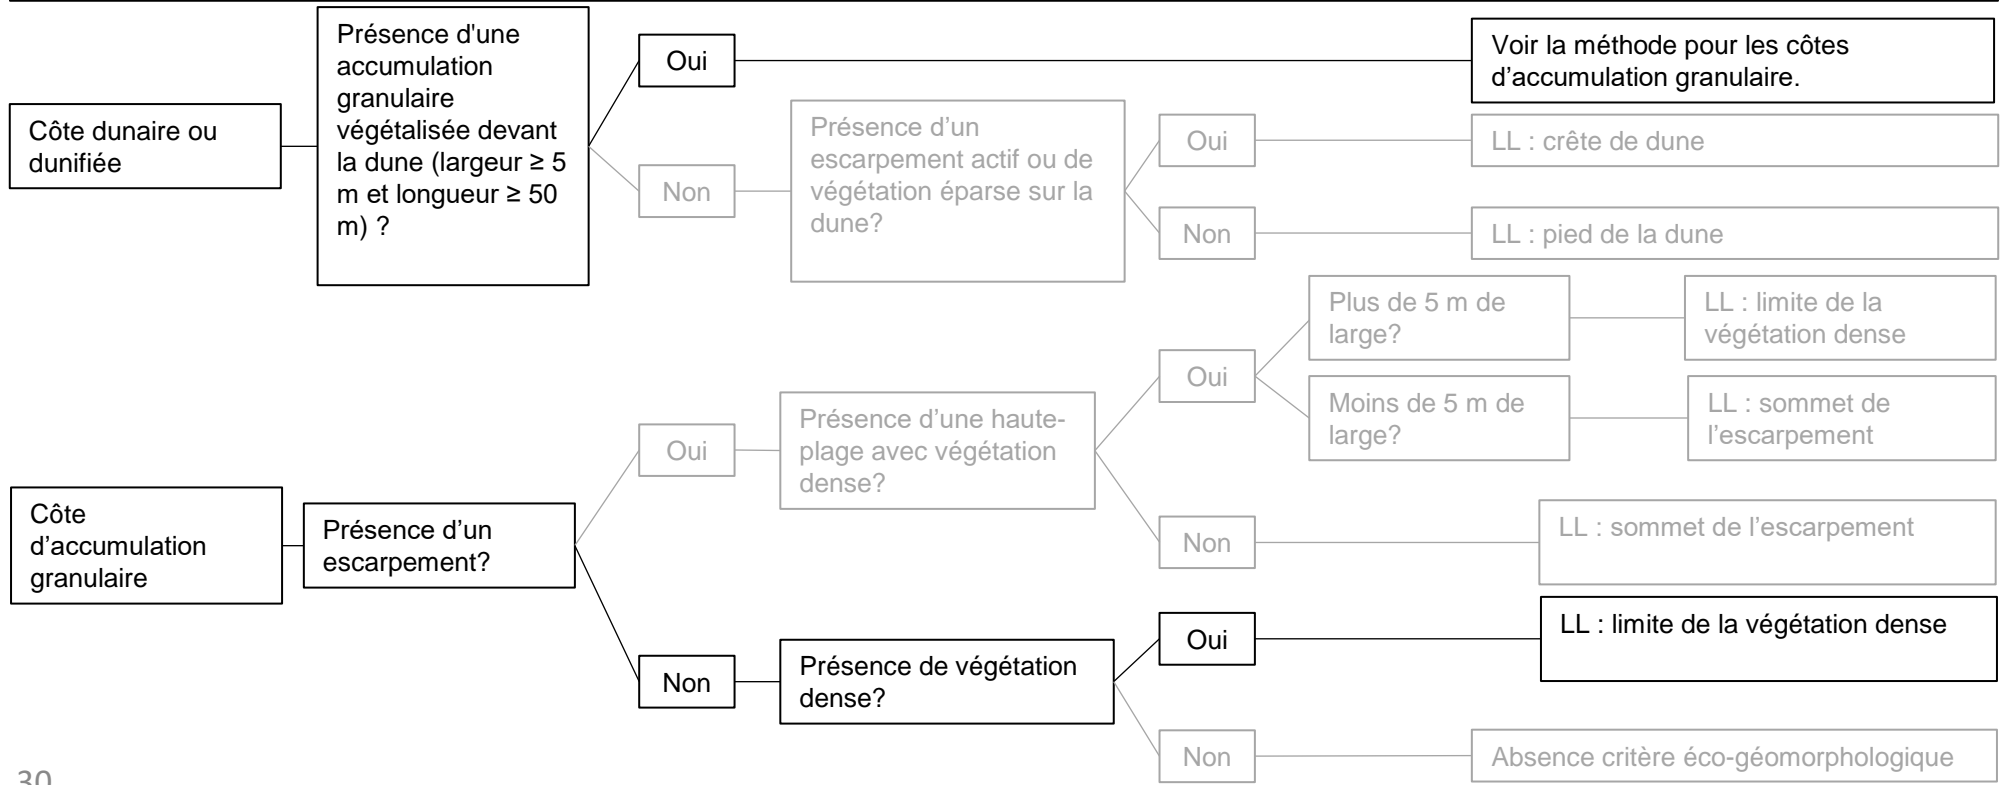 Côte dunaire ou
dunifiée
Présence d'une
accumulation
granulaire
végétalisée devant
la dune (largeur ≥ 5
m et longueur ≥ 50
m) ?
Oui
Voir la méthode pour les côtes
d’accumulation granulaire.
Non
Présence d’un
escarpement actif ou de
végétation éparse sur la
dune?
Oui
LL : crête de dune
Non
LL : pied de la dune
Côte
d’accumulation
granulaire
Présence d’un
escarpement?
Oui
Présence d’une haute-
plage avec végétation
dense?
Oui
Plus de 5 m de
large?
LL : limite de la
végétation dense
Moins de 5 m de
large?
LL : sommet de
l’escarpement
Non
LL : sommet de l’escarpement
Non
Présence de végétation
dense?
Oui
LL : limite de la végétation dense
Non
Absence critère éco-géomorphologique
30